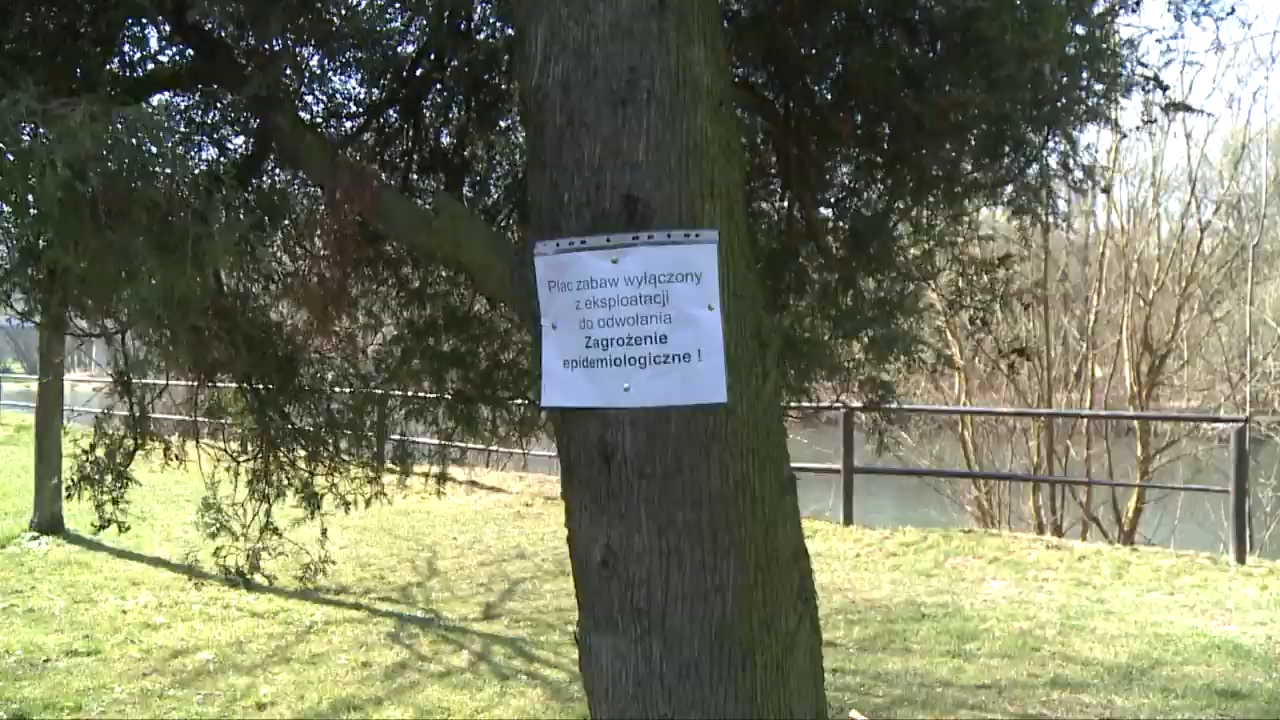 Plac zabaw wyłączony
z eksploatacji
do odwołania
Zagrożenie
epidemiologiczne !